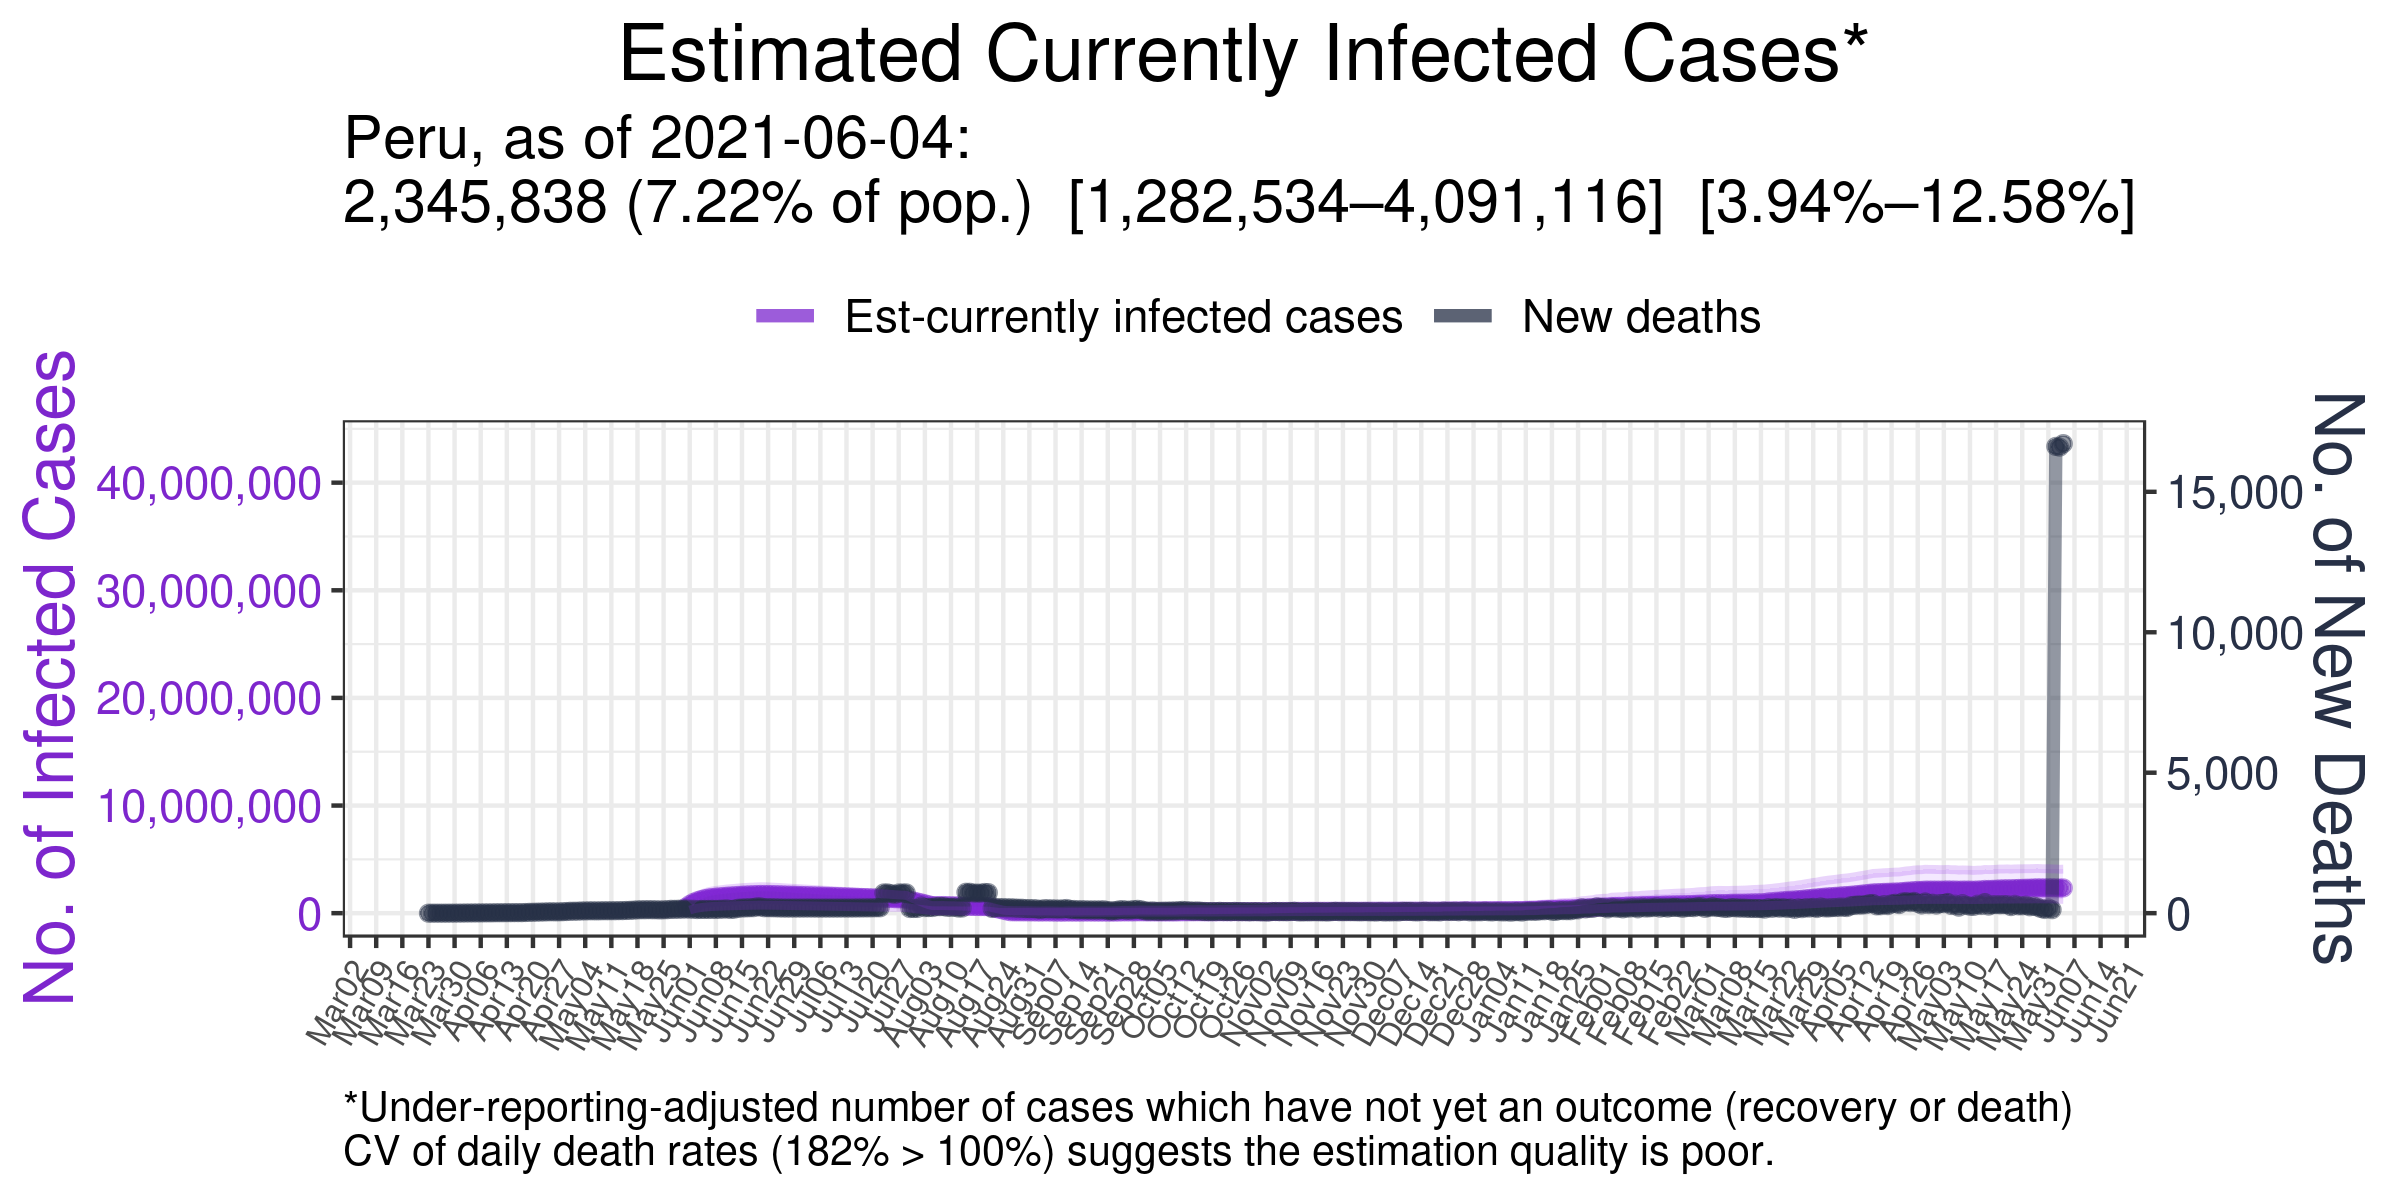 Estimated Currently Infected Cases*
Peru, as of 2021-06-04:
2,345,838 (7.22% of pop.)  [1,282,534–4,091,116]  [3.94%–12.58%]
Est-currently infected cases
New deaths
No. of Infected Cases
40,000,000
30,000,000
20,000,000
10,000,000
0
15,000
10,000
5,000
0
No. of New Deaths
Mar02
Mar09
Mar16
Mar23
Mar30
Apr06
Apr13
Apr20
Apr27
May04
May11
May18
May25
Jun01
Jun08
Jun15
Jun22
Jun29
Jul06
Jul13
Jul20
Jul27
Aug03
Aug10
Aug17
Aug24
Aug31
Sep07
Sep14
Sep21
Sep28
Oct05
Oct12
Oct19
Oct26
Nov02
Nov09
Nov16
Nov23
Nov30
Dec07
Dec14
Dec21
Dec28
Jan04
Jan11
Jan18
Jan25
Feb01
Feb08
Feb15
Feb22
Mar01
Mar08
Mar15
Mar22
Mar29
Apr05
Apr12
Apr19
Apr26
May03
May10
May17
May24
May31
Jun07
Jun14
Jun21
*Under-reporting-adjusted number of cases which have not yet an outcome (recovery or death)
CV of daily death rates (182% > 100%) suggests the estimation quality is poor.